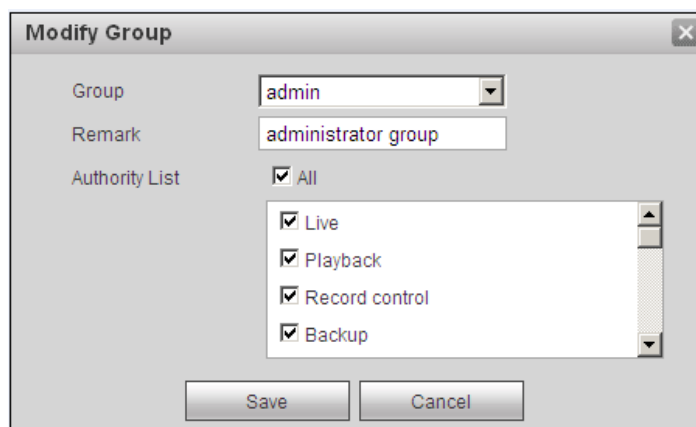 Modify Group
Group admin
Remark administrator group
Authority List All
Live
Playback
Record control
Backup
Save Cancel